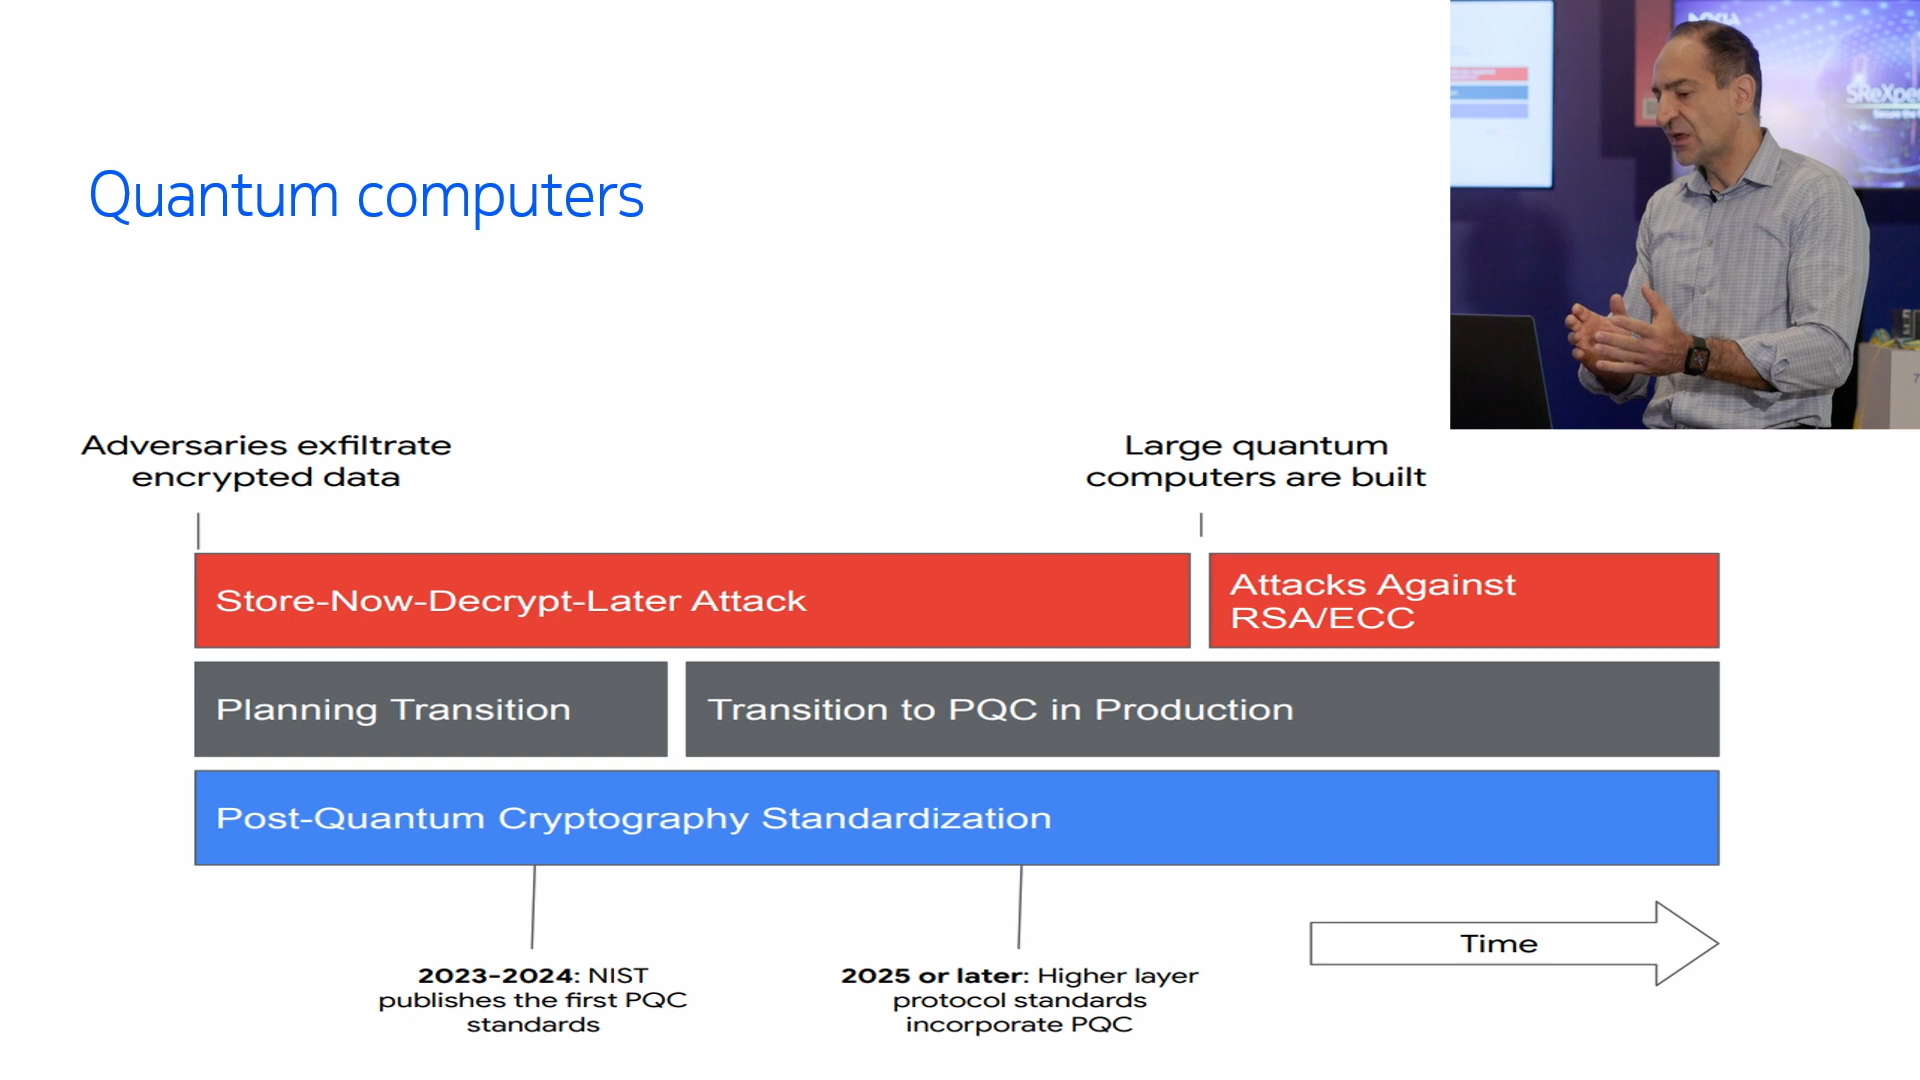 Quantum computers
Adversaries exfiltrate
encrypted data
Large quantum
computers are built
Store-Now-Decrypt-Later Attack
Attacks Against
RSA/ECC
Planning Transition
Transition to PQC in Production
Post-Quantum Cryptography Standardization
2023-2024: NIST
publishes the first PQC
standards
2025 or later: Higher layer
protocol standards
incorporate PQC
Time